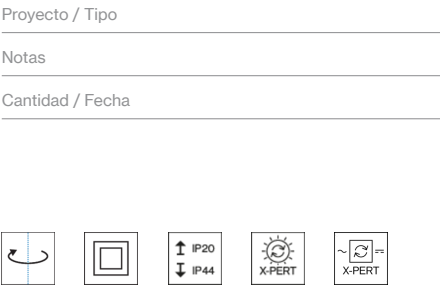 Proyecto / Tipo
Notas
Cantidad / Fecha
IP20
IP44
X-PERT
X-PERT